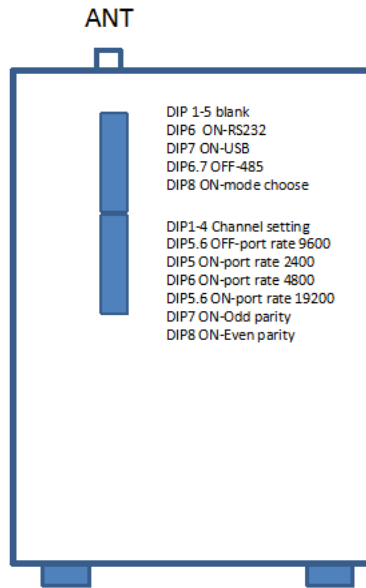 ANT
DIP 1-5 blank
DIP6  ON-RS232
DIP7 ON-USB
DIP6.7 OFF-485
DIP8 ON-mode choose
DIP1-4 Channel setting
DIP5.6 OFF-port rate 9600
DIP5 ON-port rate 2400
DIP6 ON-port rate 4800
DIP5.6 ON-port rate 19200
DIP7 ON-Odd parity
DIP8 ON-Even parity